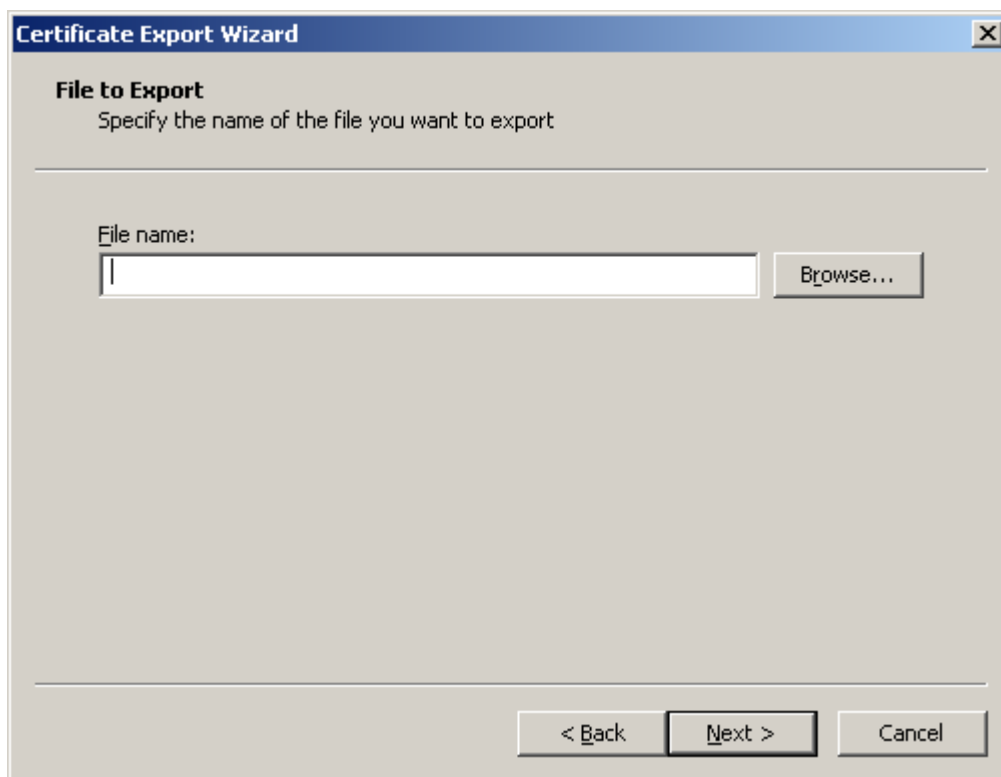 Certificate Export Wizard
File to Export
Specify the name of the file you want to export
File name:
Browse...
< Back
Next >
Cancel